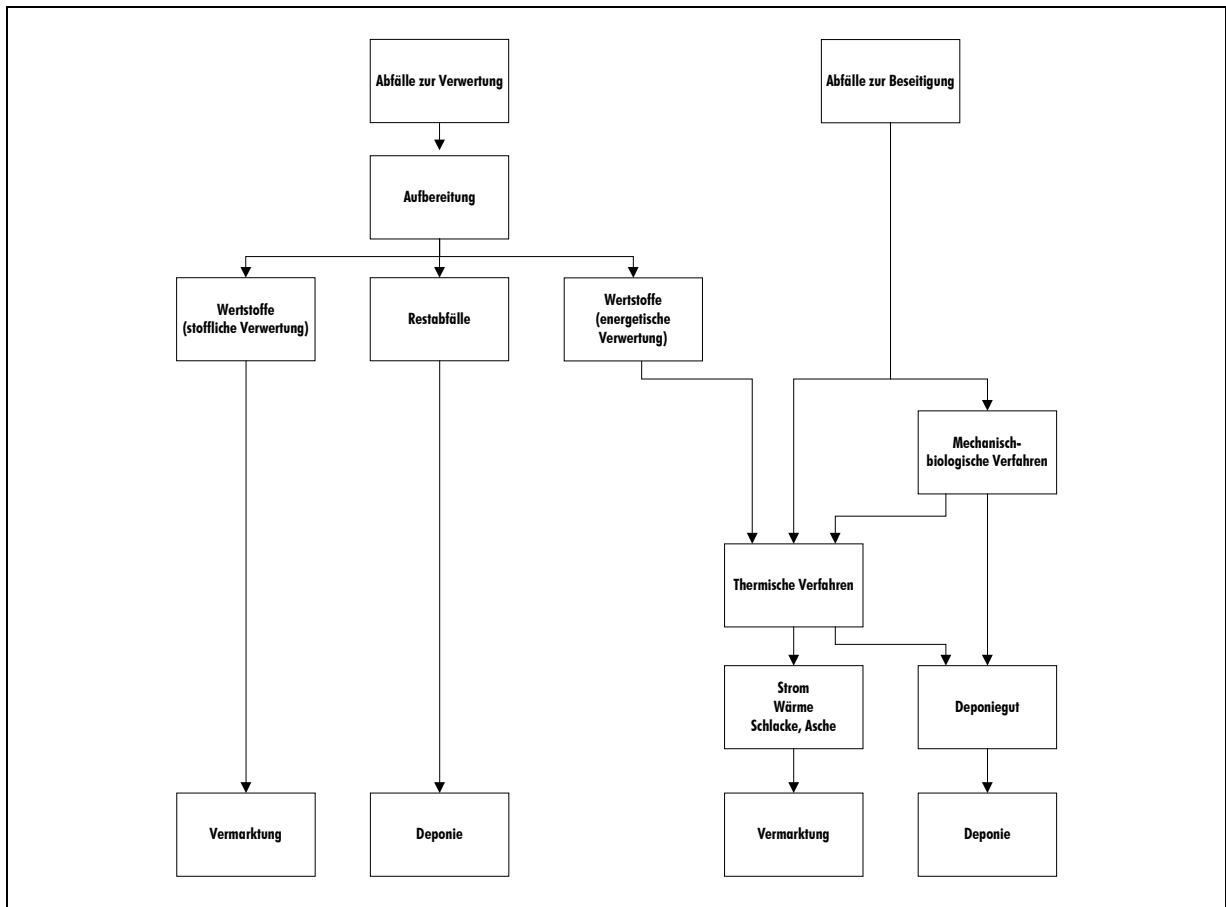 Abfälle zur Verwertung
Abfälle zur Beseitigung
Aufbereitung
Wertstoffe
(stoffliche Verwertung)
Restabfälle
Wertstoffe
(energetische
Verwertung)
Mechanisch-
biologische Verfahren
Thermische Verfahren
Strom
Wärme
Schlacke, Asche
Deponiegut
Vermarktung
Deponie
Vermarktung
Deponie